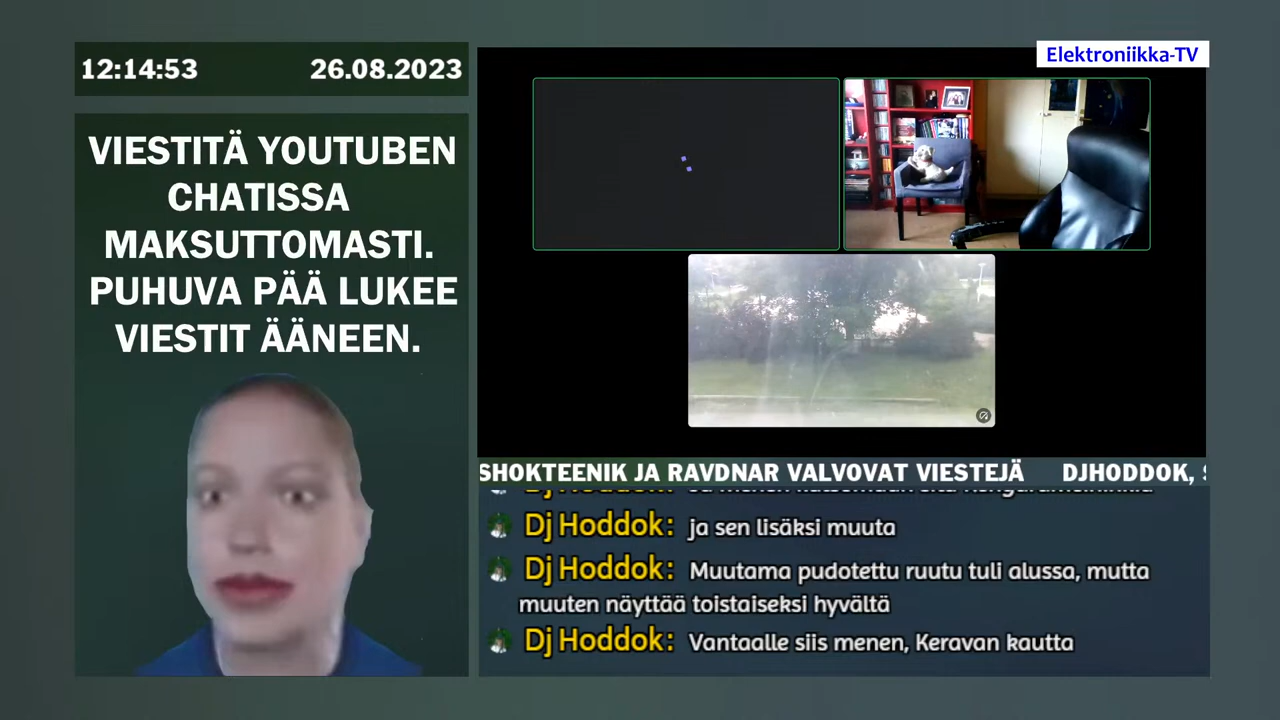 12:14:53 26.08.2023
Elektroniikka-TV
VIESTITÄ YOUTUBEN
CHATISSA
MAKSUTTOMASTI.
PUHUVA PÄÄ LUKEE
VIESTIT ÄÄNEEN.
SHOKTEENIK JA RAVDNAR VALVOVAT VIESTEJÄ DJHODDOK,
Dj Hoddok:
Dj Hoddok: ja sen lisäksi muuta
Dj Hoddok: Muutama pudotettu ruutu tuli alussa, mutta
muuten näyttää toistaiseksi hyvältä
Dj Hoddok: Vantaalle siis menen, Keravan kautta